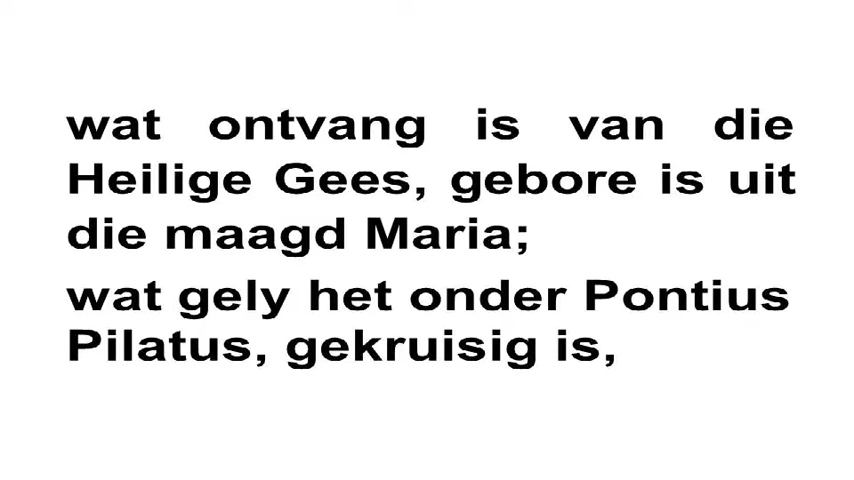 wat ontvang is van die
Heilige Gees, gebore is uit
die maagd Maria;
wat gely het onder Pontius
Pilatus, gekruisig is,